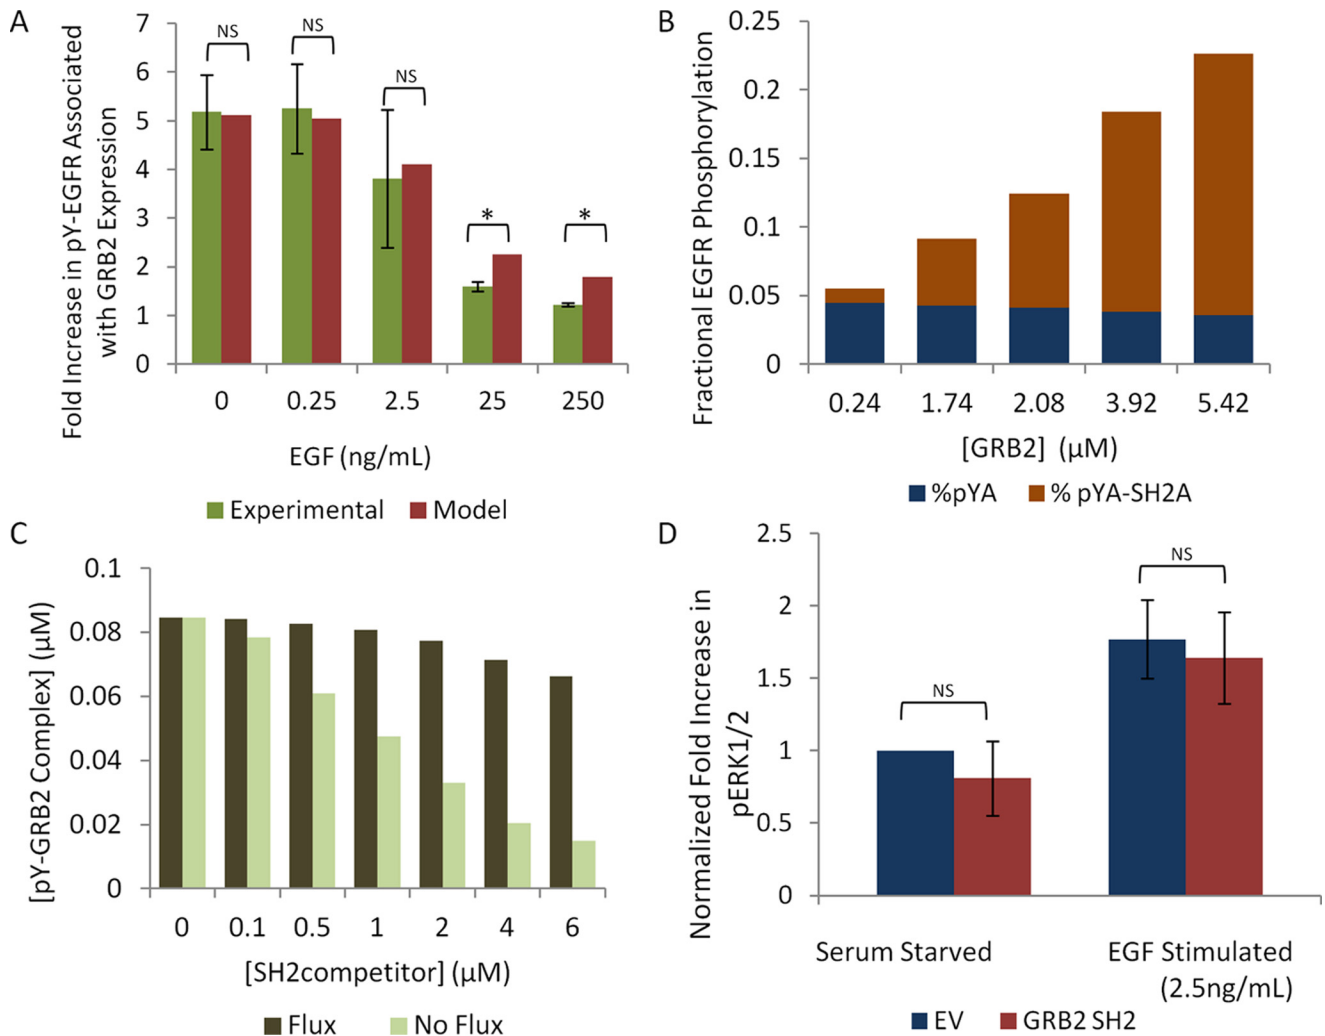 A
Fold Increase in pY-EGFR Associated
with GRB2 Expression
7
6
5
4
3
2
1
0
NS
NS
NS
*
*
0 0.25 2.5 25 250
EGF (ng/mL)
Experimental Model
B
Fractional EGFR Phosphorylation
0.25
0.2
0.15
0.1
0.05
0
0.24 1.74 2.08 3.92 5.42
[GRB2] (μM)
%pYA % pYA-SH2A
C
[pY-GRB2 Complex] (μM)
0.1
0.08
0.06
0.04
0.02
0
0 0.1 0.5 1 2 4 6
[SH2competitor] (μM)
Flux No Flux
D
Normalized Fold Increase in
pERK1/2
2.5
2
1.5
1
0.5
0
NS
NS
Serum Starved
EGF Stimulated
(2.5ng/mL)
EV GRB2 SH2